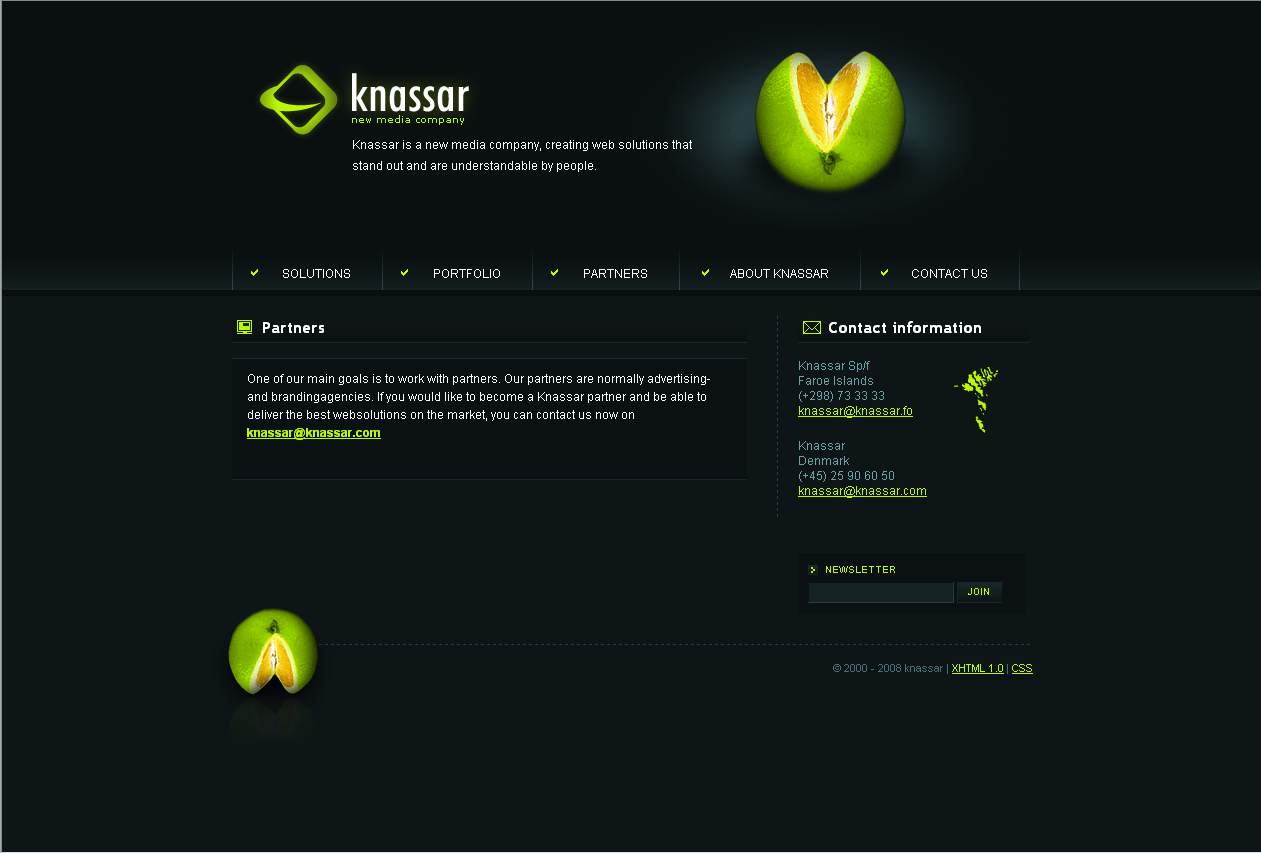 knassar
new media company
Knassar is a new media company, creating web solutions that
stand out and are understandable by people.
SOLUTIONS
PORTFOLIO
PARTNERS
ABOUT KNASSAR
CONTACT US
Partners
One of our main goals is to work with partners. Our partners are normally advertising-
and brandingagencies. If you would like to become a Knassar partner and be able to
deliver the best websolutions on the market, you can contact us now on
knassar@knassar.com
Contact information
Knassar Sp/f
Faroe Islands
(+298) 73 33 33
knassar@knassar.fo
Knassar
Denmark
(+45) 25 90 60 50
knassar@knassar.com
NEWSLETTER
JOIN
© 2000 - 2008 knassar | XHTML 1.0 | CSS